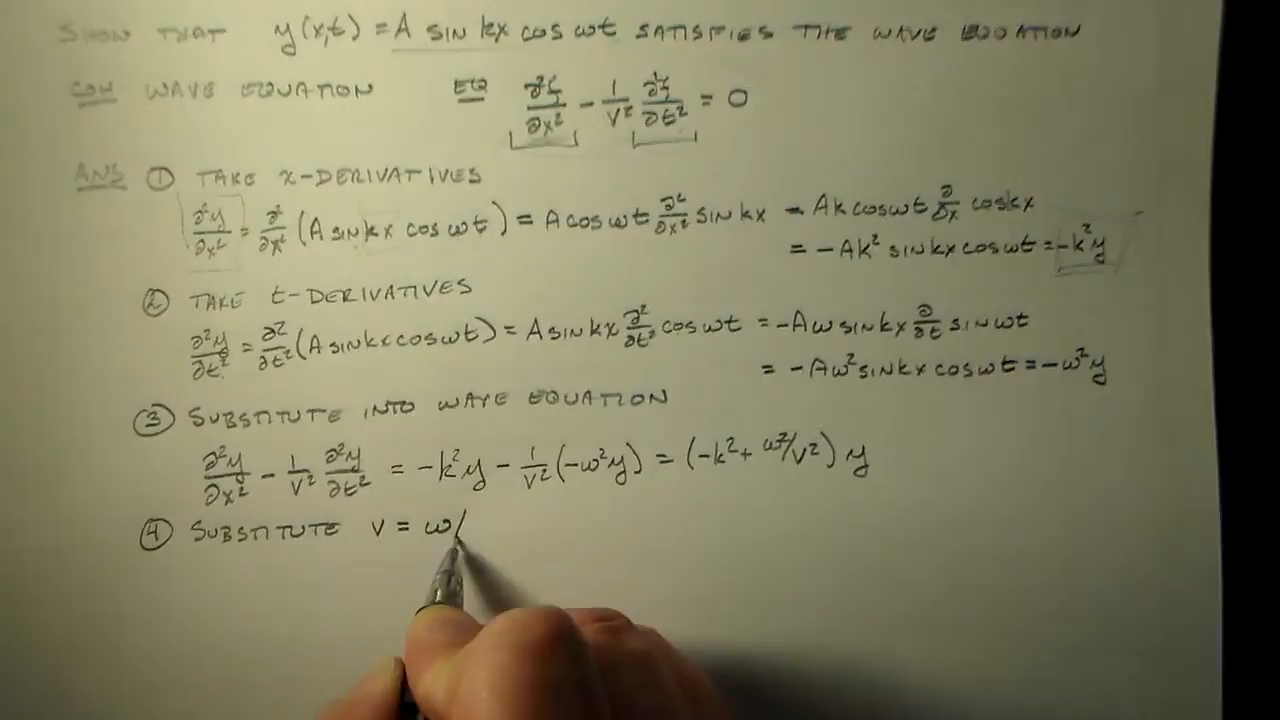 SHOW THAT y(x,t) = A sin kx cos ωt SATISFIES THE WAVE EQUATION
CON WAVE EQUATION EQ ∂²y/∂x² - 1/v² ∂²y/∂t² = 0
ANS ① TAKE x-DERIVATIVES
∂²y/∂x² = ∂²/∂x² (A sin kx cos ωt) = A cos ωt ∂²/∂x² sin kx = Ak cos ωt ∂/∂x cos kx
= -Ak² sin kx cos ωt = -k²y
② TAKE t-DERIVATIVES
∂²y/∂t² = ∂²/∂t² (A sin kx cos ωt) = A sin kx ∂²/∂t² cos ωt = -Aω sin kx ∂/∂t sin ωt
= -Aω² sin kx cos ωt = -ω²y
③ SUBSTITUTE INTO WAVE EQUATION
∂²y/∂x² - 1/v² ∂²y/∂t² = -k²y - 1/v² (-ω²y) = (-k² + ω²/v²) y
④ SUBSTITUTE v = ω/